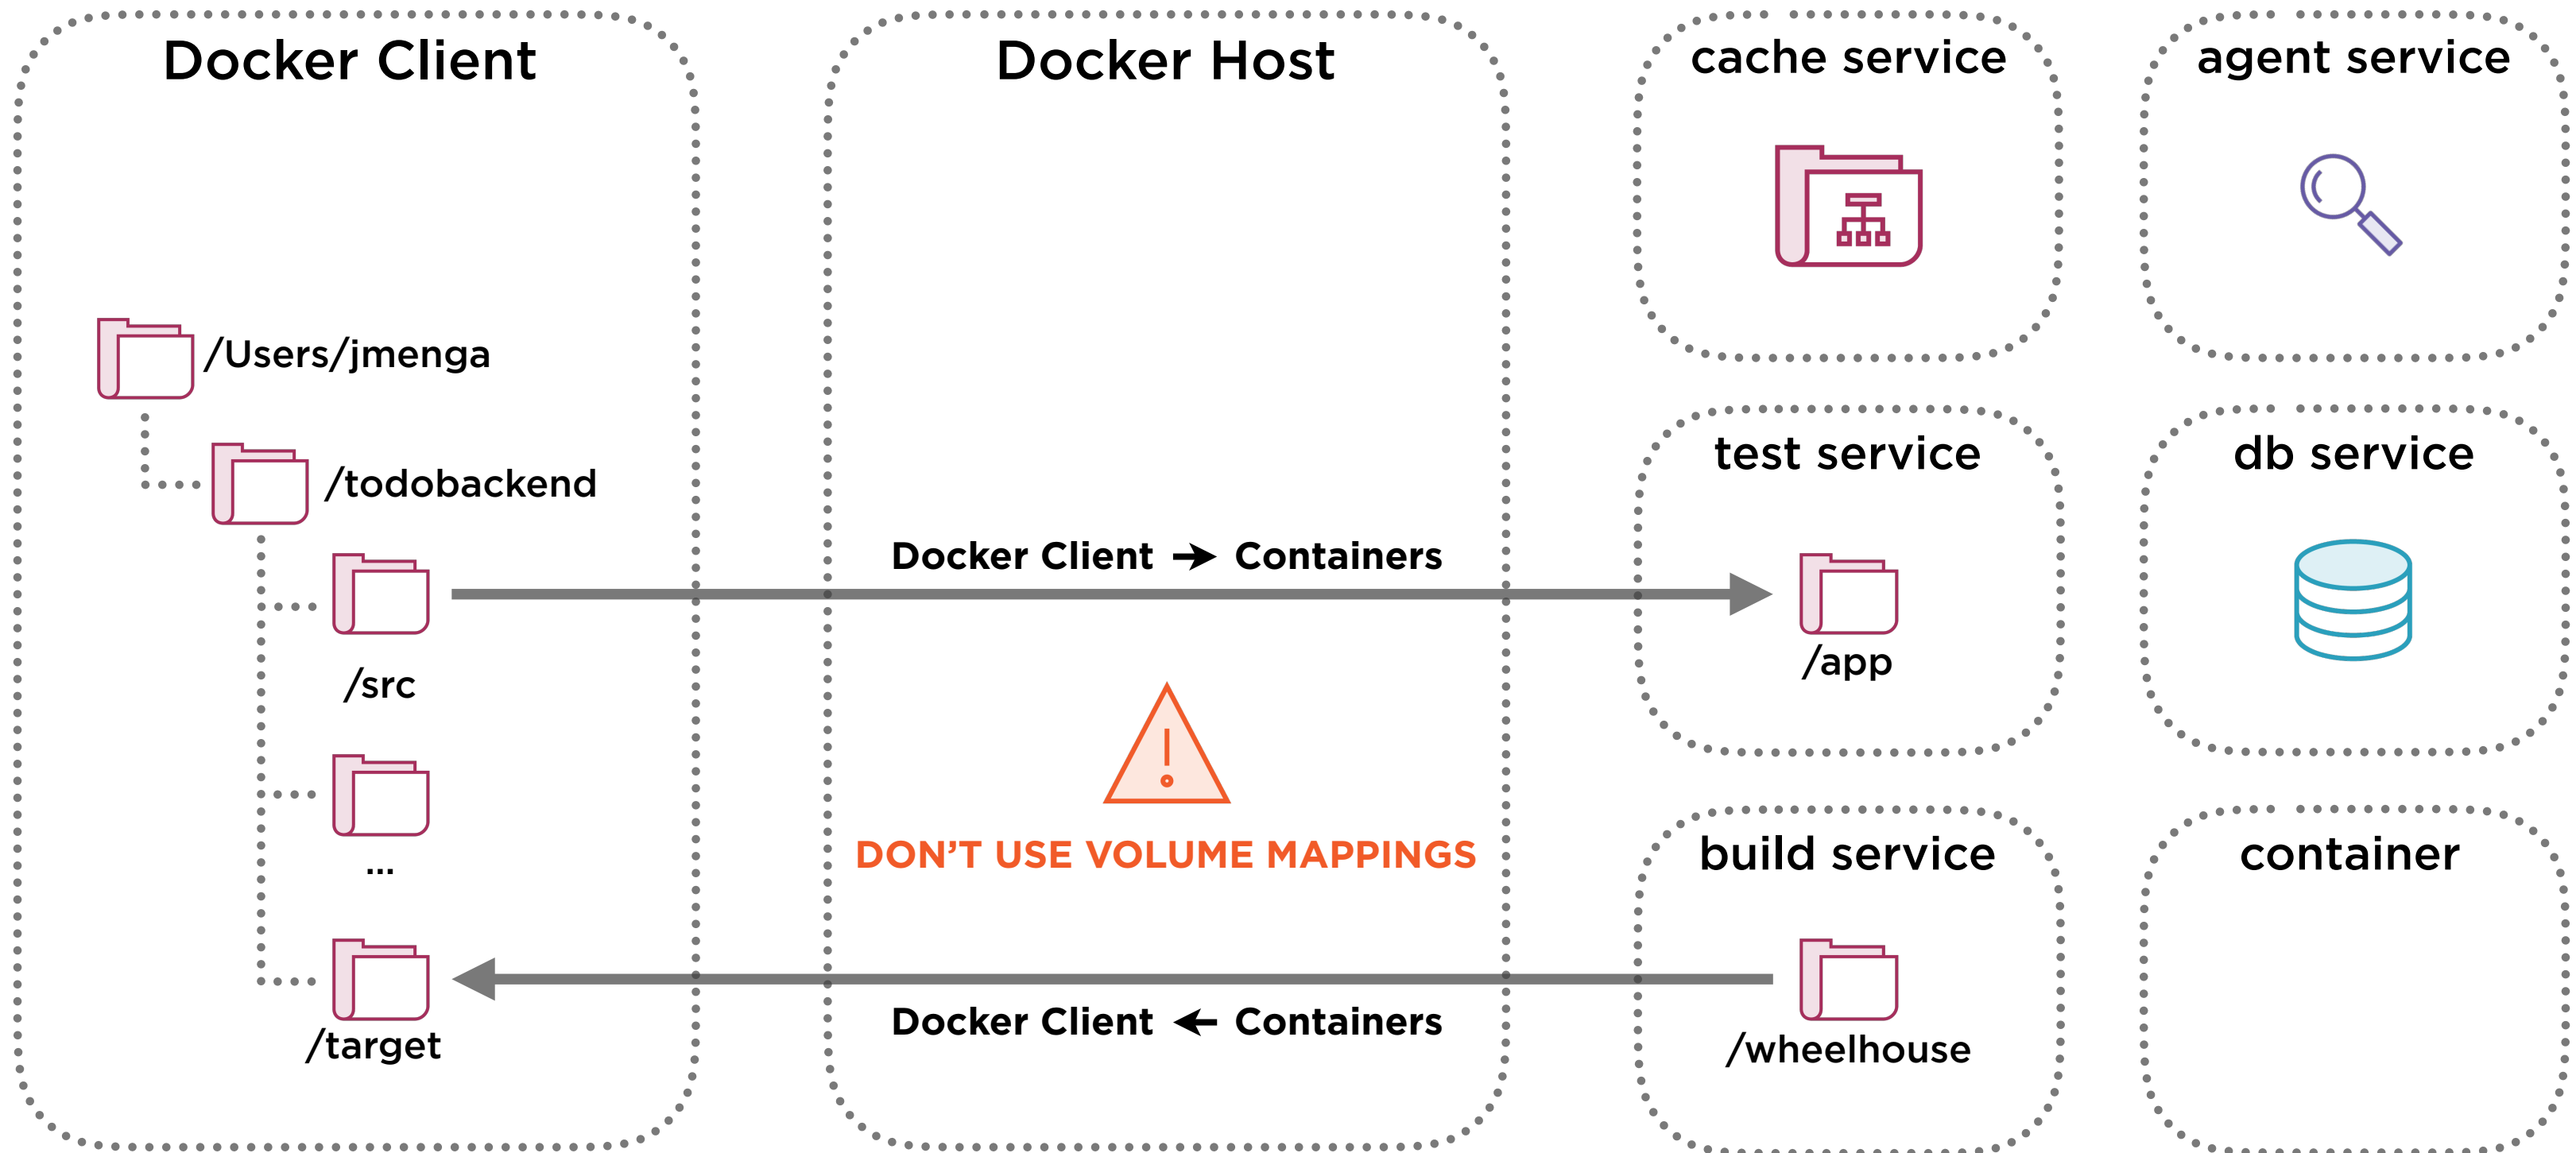 Docker Client
Docker Host
cache service
agent service
/Users/jmenga
/todobackend
test service
db service
Docker Client → Containers
/src
/app
DON'T USE VOLUME MAPPINGS
build service
container
...
/target
Docker Client ← Containers
/wheelhouse